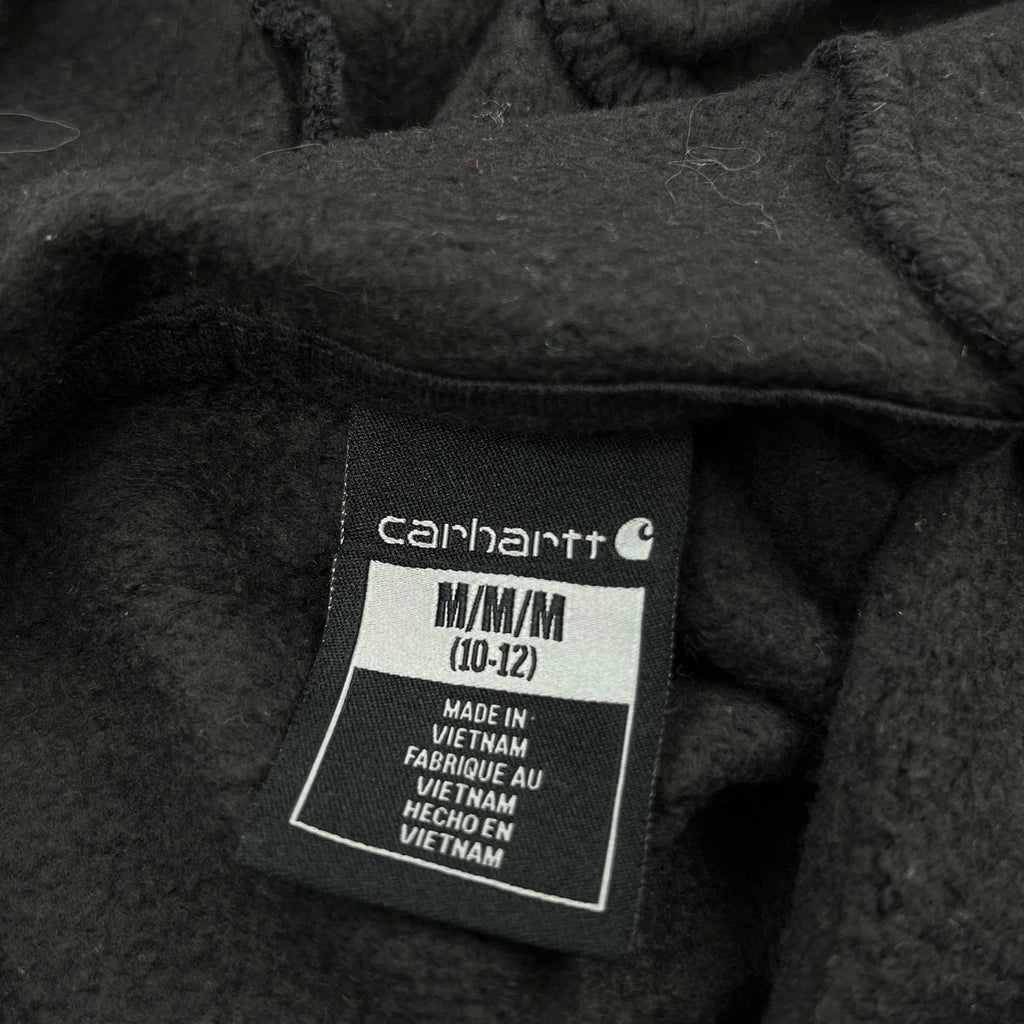 carhartt
M/M/M
(10-12)
MADE IN
VIETNAM
FABRIQUE AU
VIETNAM
HECHO EN
VIETNAM